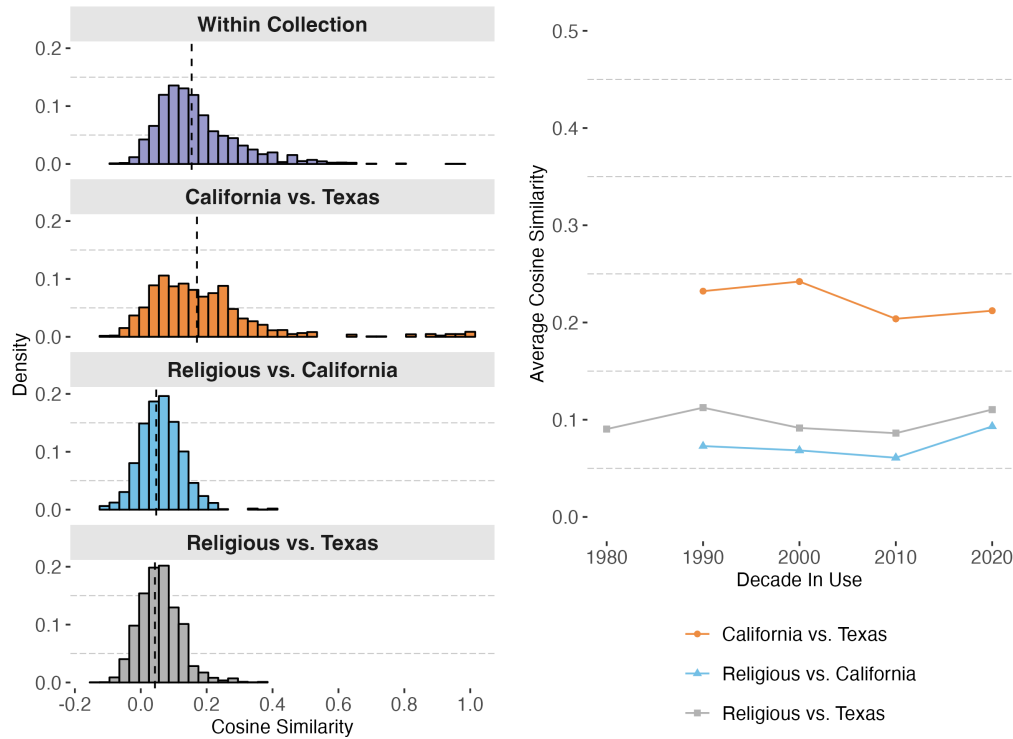 Within Collection
0.2
0.1
0.0
California vs. Texas
0.2
0.1
0.0
Religious vs. California
0.2
0.1
0.0
Religious vs. Texas
0.2
0.1
0.0
-0.2 0.0 0.2 0.4 0.6 0.8 1.0
Cosine Similarity
Density
0.5
0.4
0.3
0.2
0.1
0.0
Average Cosine Similarity
1980 1990 2000 2010 2020
Decade In Use
California vs. Texas
Religious vs. California
Religious vs. Texas